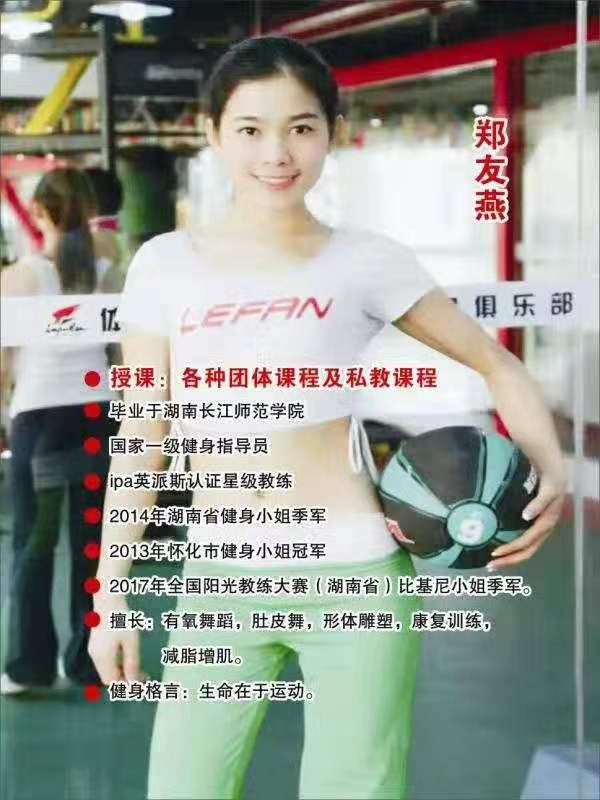 郑友燕
LEFAN
impulse
俱乐部
授课：各种团体课程及私教课程
毕业于湖南长江师范学院
国家一级健身指导员
ipa英派斯认证星级教练
2014年湖南省健身小姐季军
2013年怀化市健身小姐冠军
2017年全国阳光教练大赛（湖南省）比基尼小姐季军。
擅长：有氧舞蹈，肚皮舞，形体雕塑，康复训练，
减脂增肌。
健身格言：生命在于运动。
9